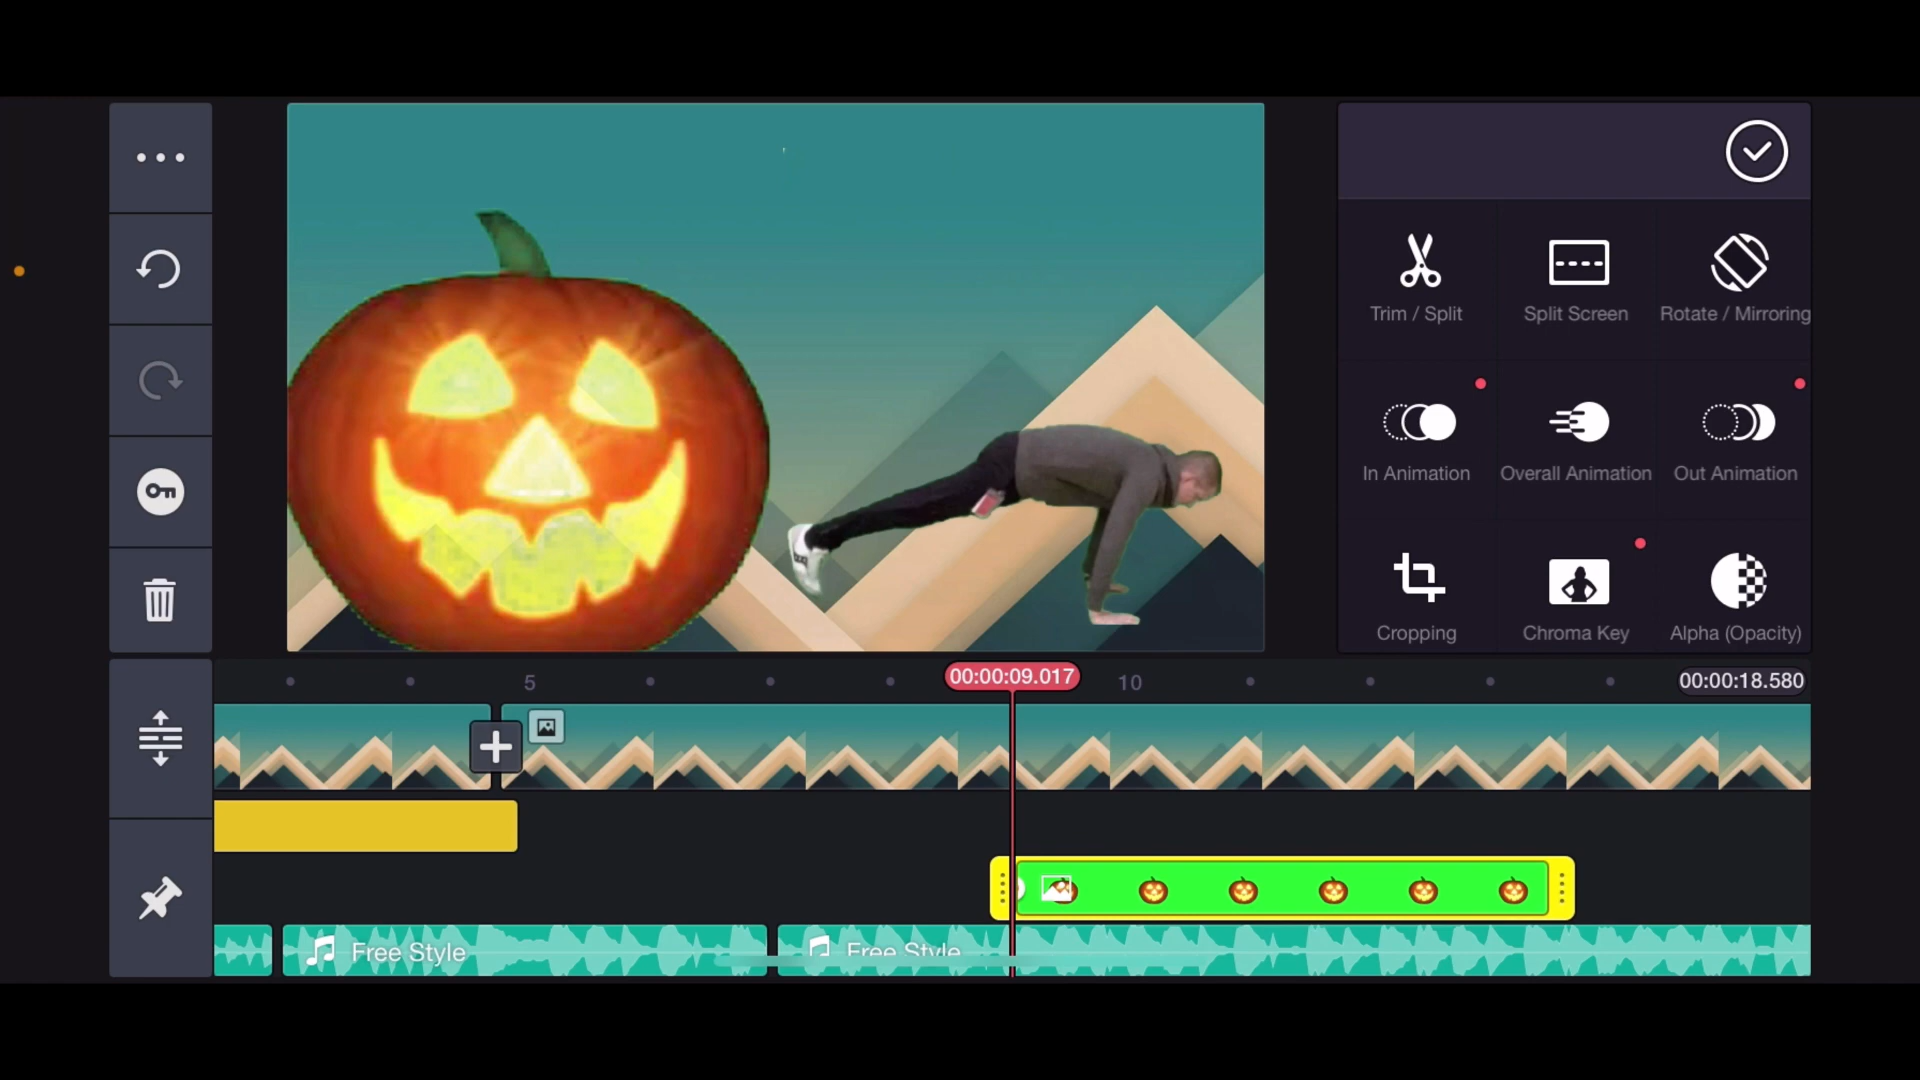 Trim / Split
Split Screen
Rotate / Mirroring
In Animation
Overall Animation
Out Animation
Cropping
Chroma Key
Alpha (Opacity)
5
00:00:09.017
10
00:00:18.580
Free Style
Free Style